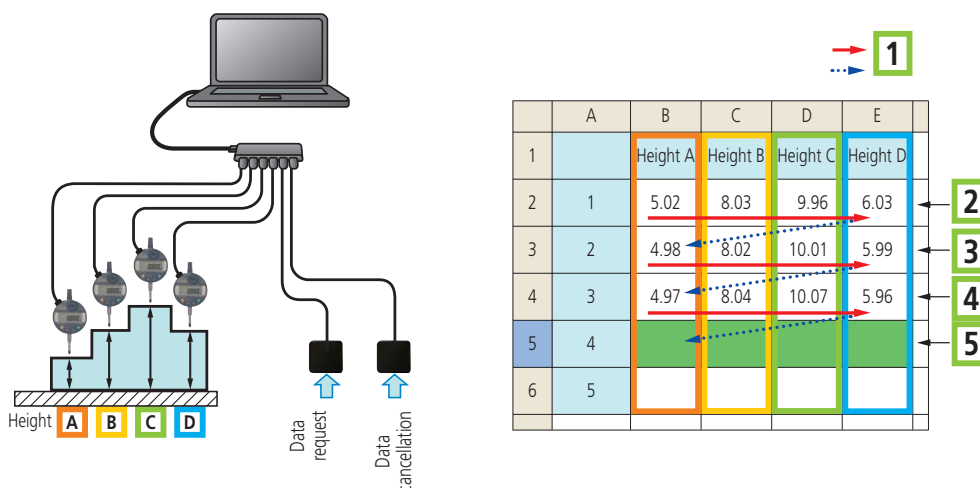 1
A B C D E
1 Height A Height B Height C Height D
2 1 5.02 8.03 9.96 6.03 2
3 2 4.98 8.02 10.01 5.99 3
4 3 4.97 8.04 10.07 5.96 4
5 4 5
6 5
Height A B C D
Data
request
Data
cancellation